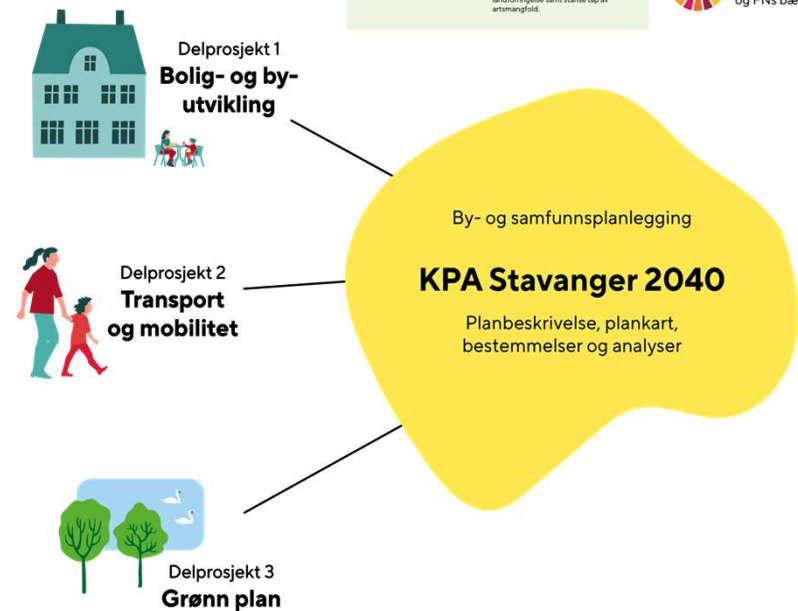 artsmangfold.
Delprosjekt 1
Bolig- og by-
utvikling
By- og samfunnsplanlegging
KPA Stavanger 2040
Planbeskrivelse, plankart,
bestemmelser og analyser
Delprosjekt 2
Transport
og mobilitet
Delprosjekt 3
Grønn plan